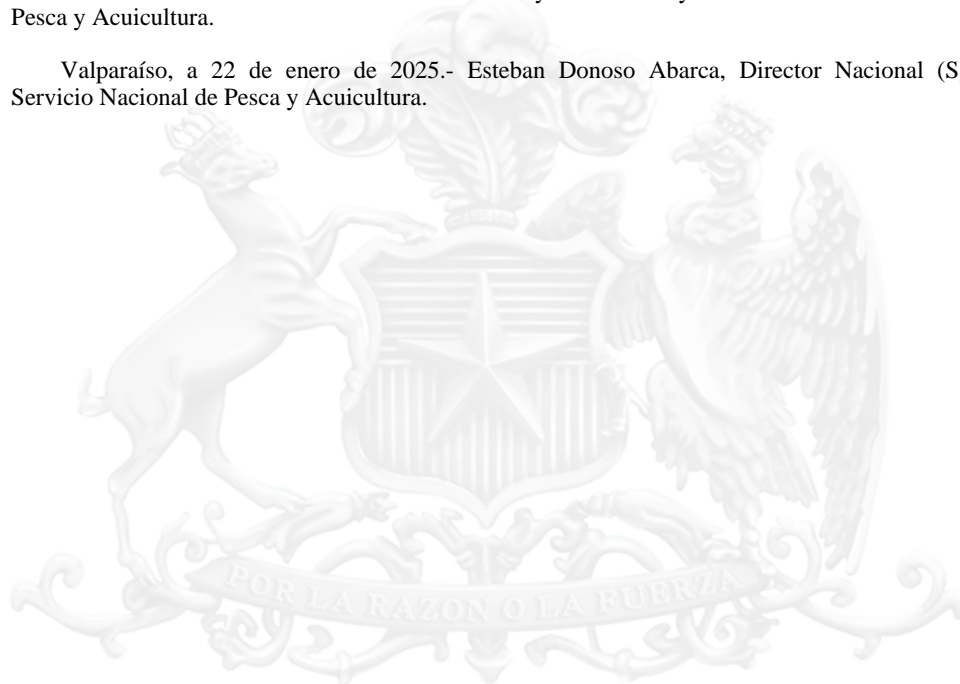 Pesca y Acuicultura.
Valparaíso, a 22 de enero de 2025.- Esteban Donoso Abarca, Director Nacional (S
Servicio Nacional de Pesca y Acuicultura.
POR LA RAZON O LA FUERZA